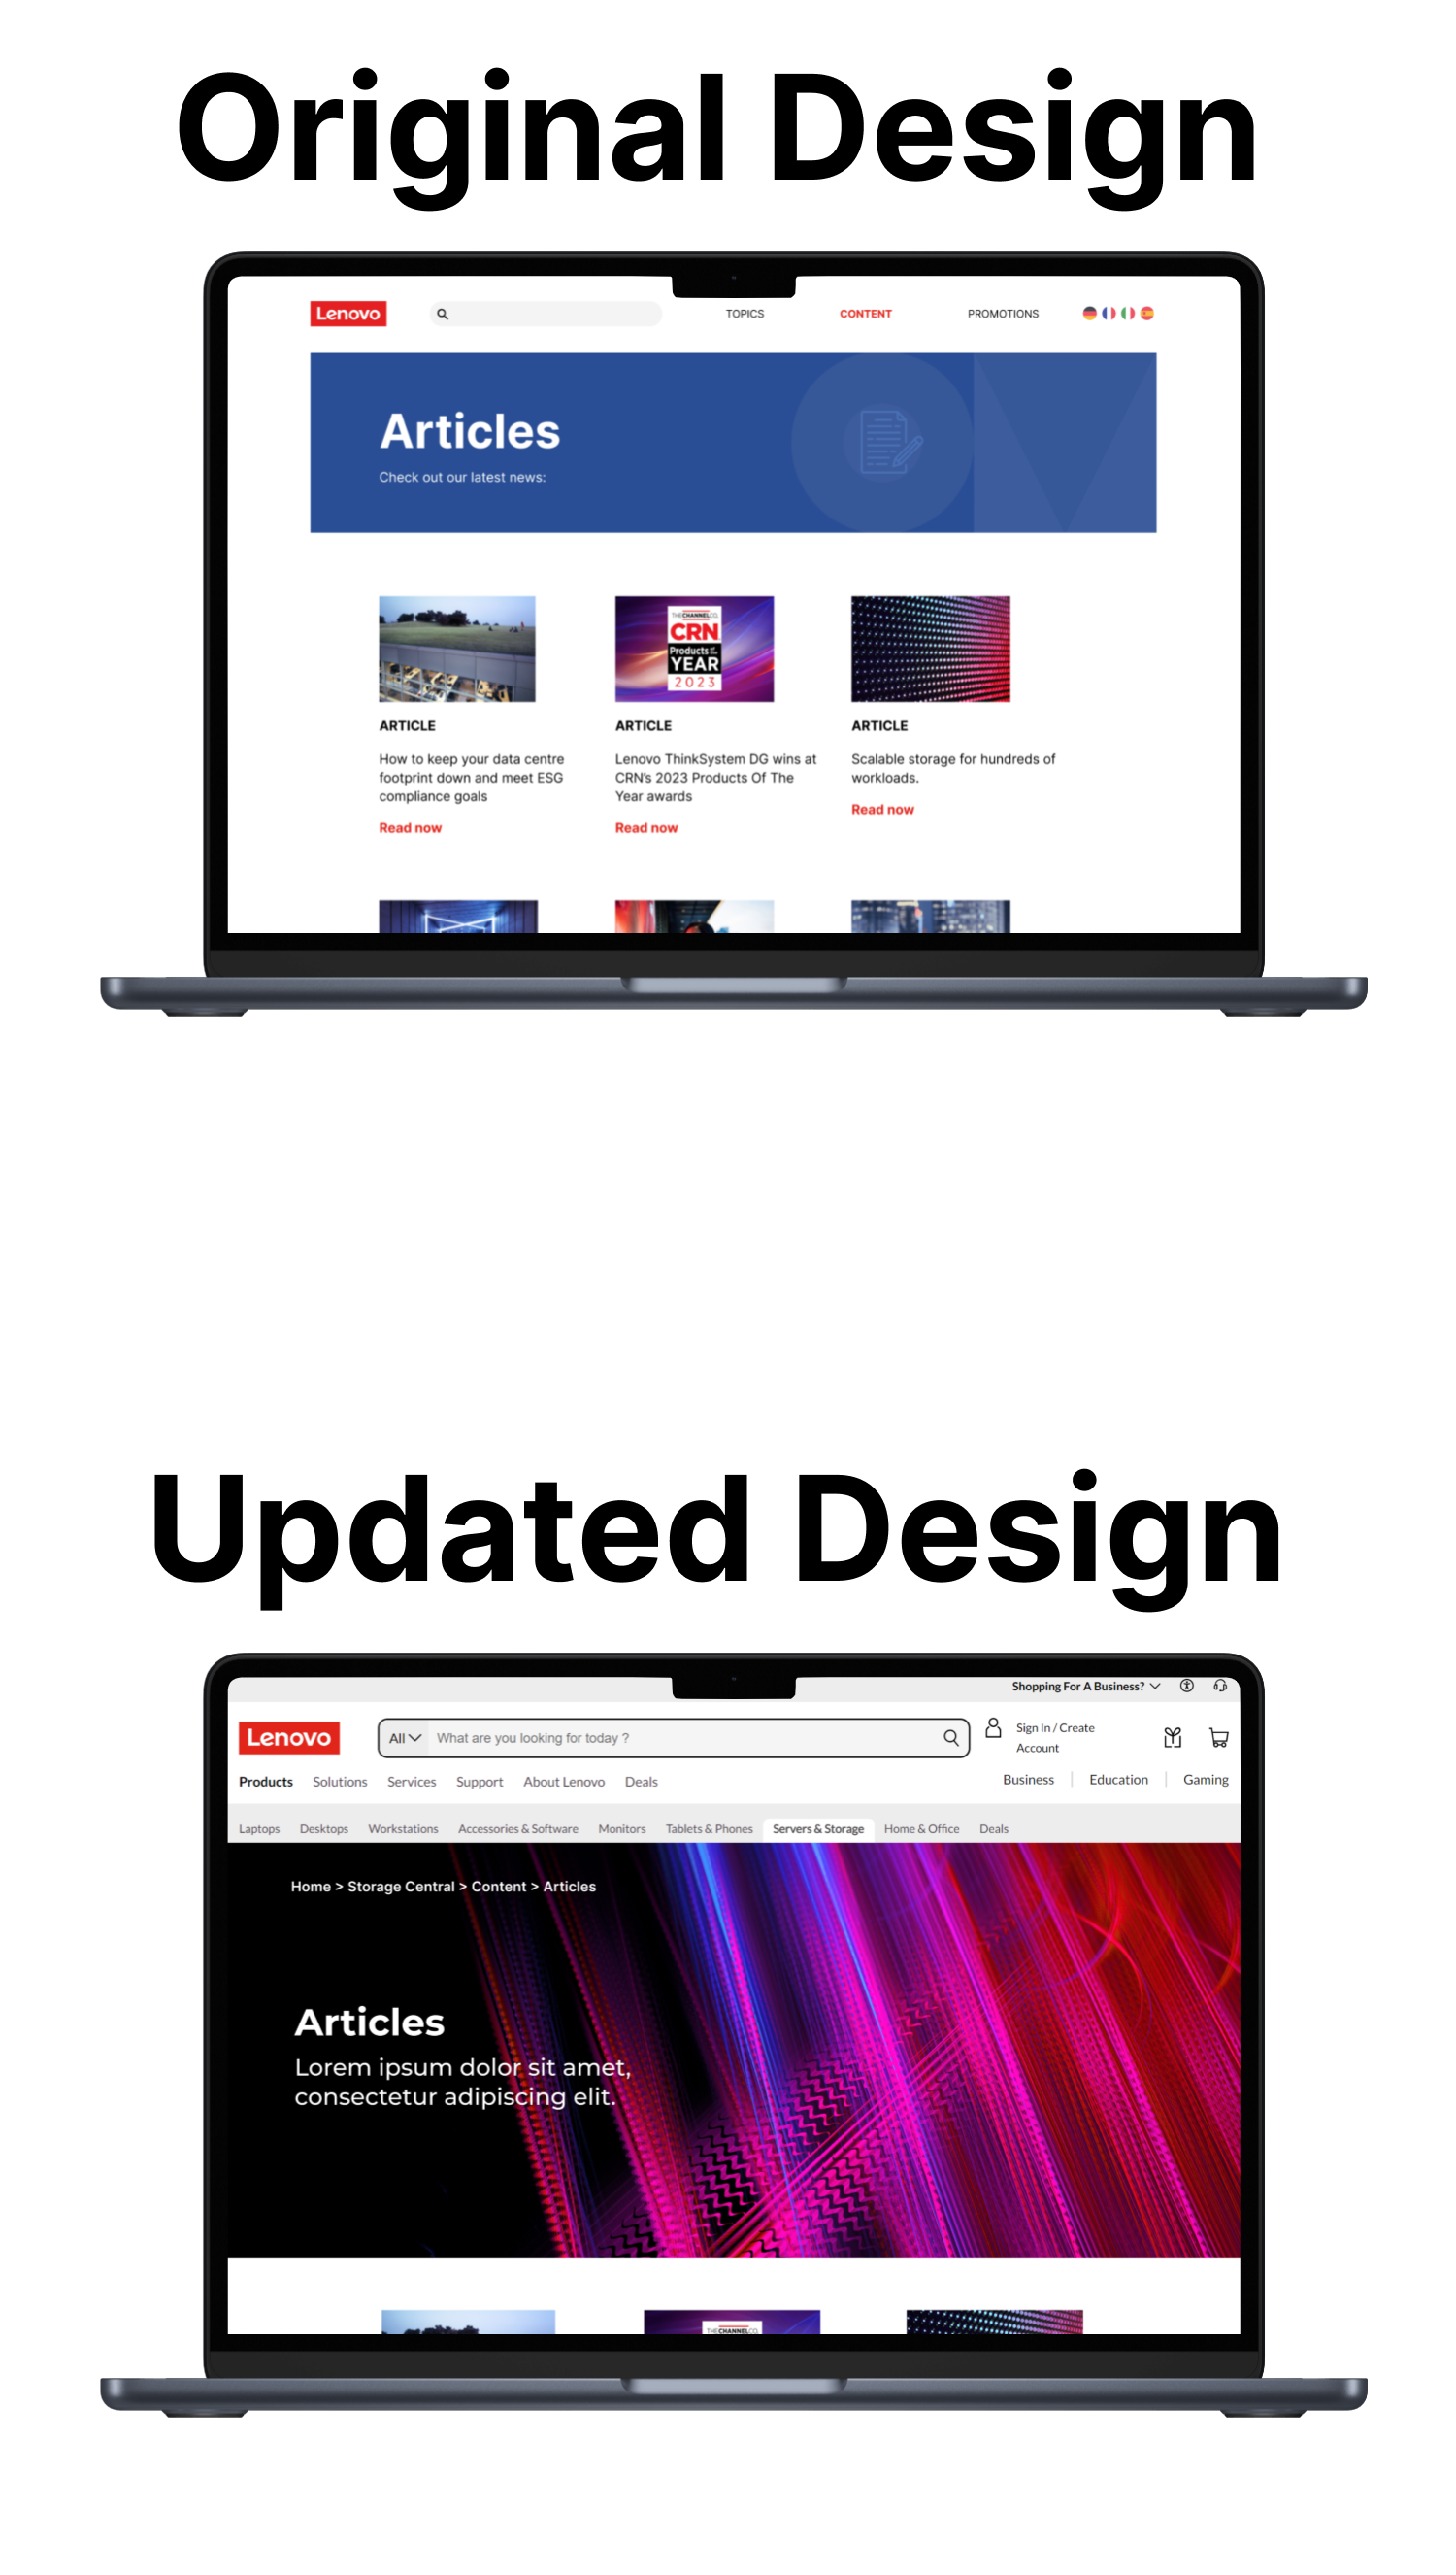 Original Design
Lenovo
TOPICS
CONTENT
PROMOTIONS
Articles
Check out our latest news:
THE CHANNEL CO.
CRN
Products of the
YEAR
2023
ARTICLE
How to keep your data centre
footprint down and meet ESG
compliance goals
Read now
ARTICLE
Lenovo ThinkSystem DG wins at
CRN's 2023 Products Of The
Year awards
Read now
ARTICLE
Scalable storage for hundreds of
workloads.
Read now
Updated Design
Shopping For A Business?
Lenovo
All
What are you looking for today ?
Sign In / Create
Account
Products Solutions Services Support About Lenovo Deals
Business Education Gaming
Laptops Desktops Workstations Accessories & Software Monitors Tablets & Phones Servers & Storage Home & Office Deals
Home > Storage Central > Content > Articles
Articles
Lorem ipsum dolor sit amet,
consectetur adipiscing elit.
THE CHANNEL CO.